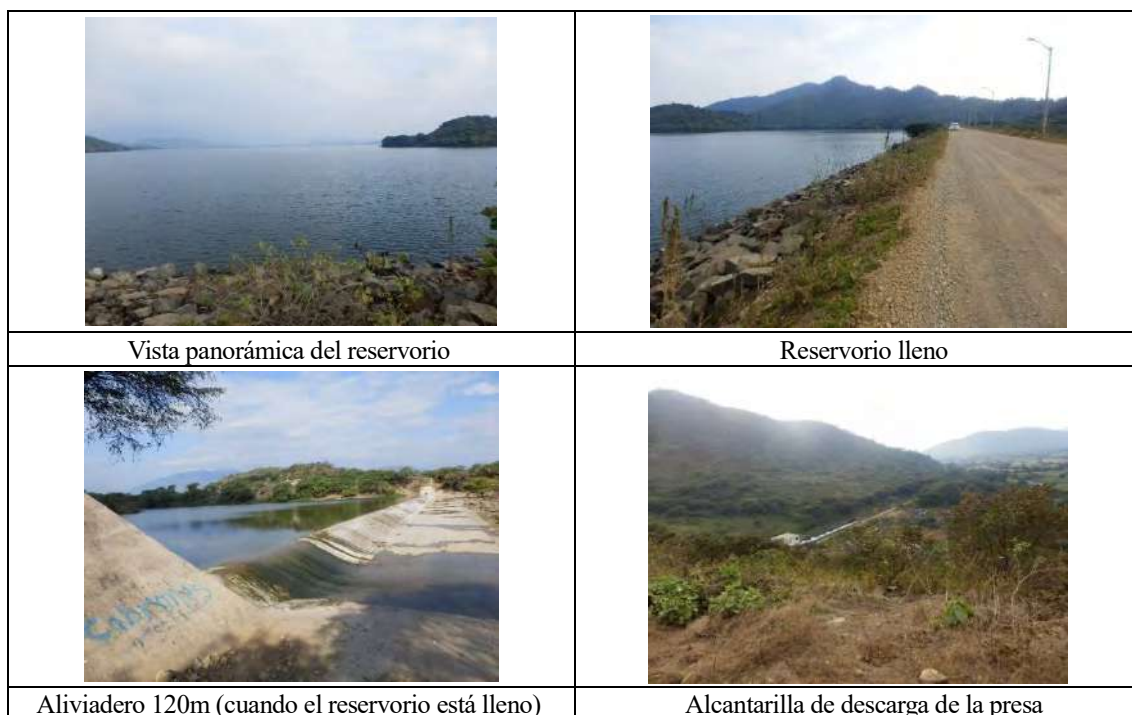 Vista panorámica del reservorio
Reservorio lleno
Aliviadero 120m (cuando el reservorio está lleno)
Alcantarilla de descarga de la presa